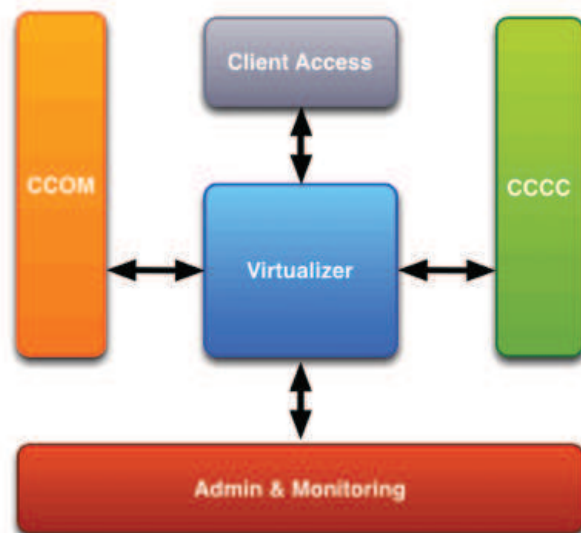 Client Access
CCOM
CCCC
Virtualizer
Admin & Monitoring